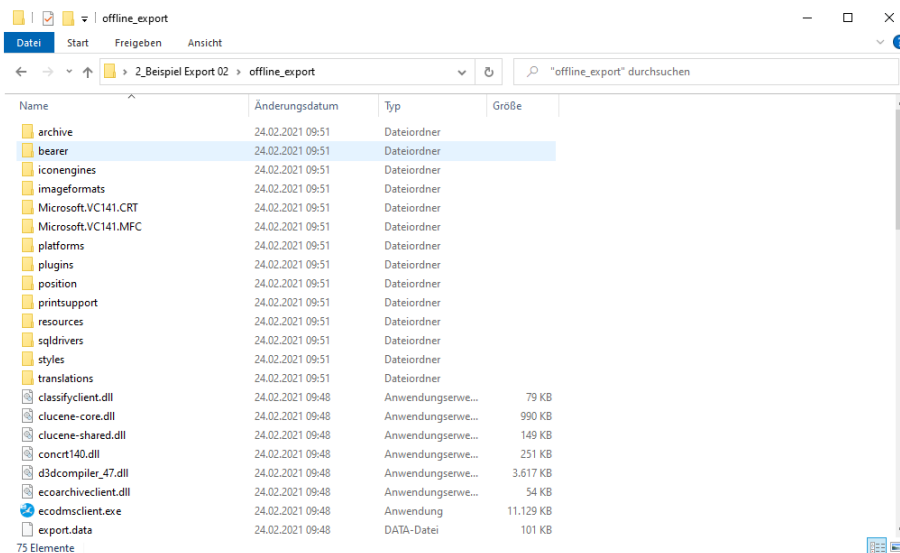 offline_export
Datei Start Freigeben Ansicht
2_Beispiel Export 02 › offline_export "offline_export" durchsuchen
Name Änderungsdatum Typ Größe
archive 24.02.2021 09:51 Dateiordner
bearer 24.02.2021 09:51 Dateiordner
iconengines 24.02.2021 09:51 Dateiordner
imageformats 24.02.2021 09:51 Dateiordner
Microsoft.VC141.CRT 24.02.2021 09:51 Dateiordner
Microsoft.VC141.MFC 24.02.2021 09:51 Dateiordner
platforms 24.02.2021 09:51 Dateiordner
plugins 24.02.2021 09:51 Dateiordner
position 24.02.2021 09:51 Dateiordner
printsupport 24.02.2021 09:51 Dateiordner
resources 24.02.2021 09:51 Dateiordner
sqldrivers 24.02.2021 09:51 Dateiordner
styles 24.02.2021 09:51 Dateiordner
translations 24.02.2021 09:51 Dateiordner
classifyclient.dll 24.02.2021 09:48 Anwendungserwe... 79 KB
clucene-core.dll 24.02.2021 09:48 Anwendungserwe... 990 KB
clucene-shared.dll 24.02.2021 09:48 Anwendungserwe... 149 KB
concrt140.dll 24.02.2021 09:48 Anwendungserwe... 251 KB
d3dcompiler_47.dll 24.02.2021 09:48 Anwendungserwe... 3.617 KB
ecoarchiveclient.dll 24.02.2021 09:48 Anwendungserwe... 54 KB
ecodmsclient.exe 24.02.2021 09:48 Anwendung 11.129 KB
export.data 24.02.2021 09:48 DATA-Datei 101 KB
75 Elemente